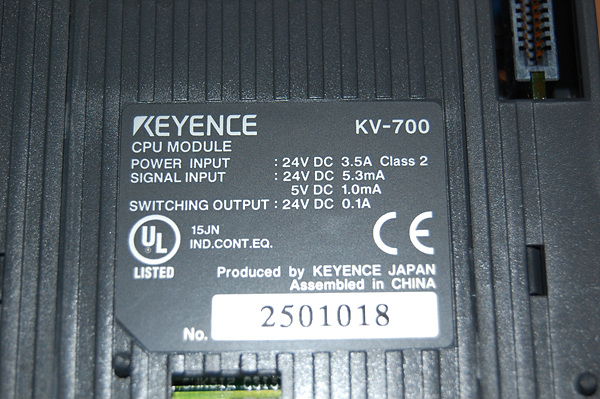 KEYENCE KV-700
CPU MODULE
POWER INPUT : 24V DC 3.5A Class 2
SIGNAL INPUT : 24V DC 5.3mA
5V DC 1.0mA
SWITCHING OUTPUT : 24V DC 0.1A
UL
LISTED
15JN
IND.CONT.EQ.
CE
Produced by KEYENCE JAPAN
Assembled in CHINA
No. 2501018